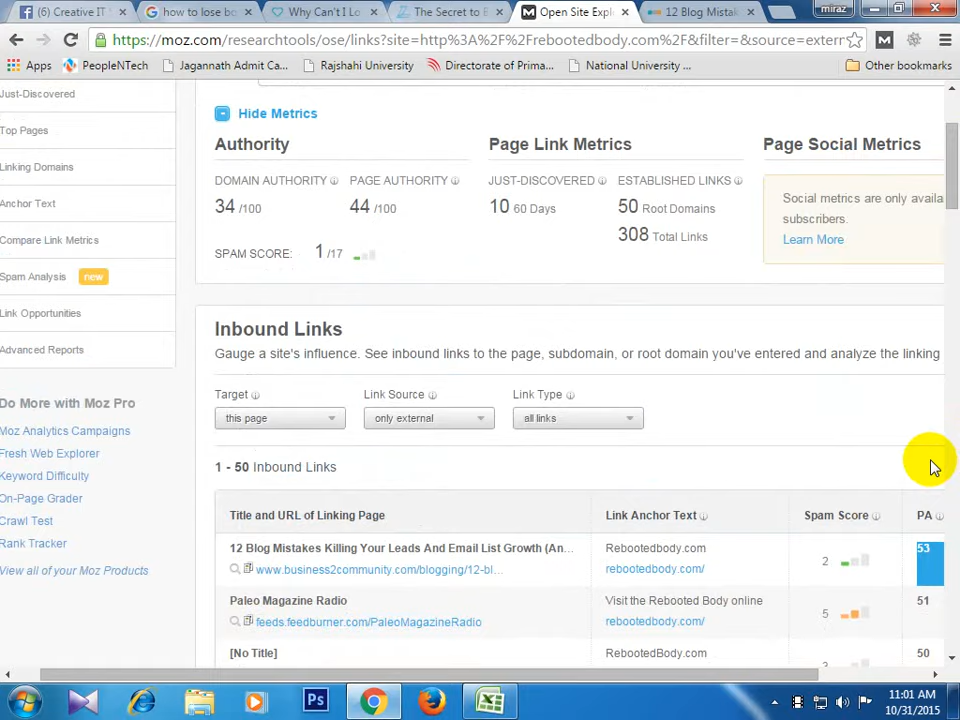 (6) Creative IT
how to lose bo
Why Can't I Lo
The Secret to
Open Site Expl
12 Blog Mistak
miraz
https://moz.com/researchtools/ose/links?site=http%3A%2F%2Frebootedbody.com%2F&filter=&source=extern
Apps
PeopleNTech
Jagannath Admit Ca...
Rajshahi University
Directorate of Prima...
National University ...
Other bookmarks
Just-Discovered
Top Pages
Linking Domains
Anchor Text
Compare Link Metrics
Spam Analysis new
Link Opportunities
Advanced Reports
Do More with Moz Pro
Moz Analytics Campaigns
Fresh Web Explorer
Keyword Difficulty
On-Page Grader
Crawl Test
Rank Tracker
View all of your Moz Products
Hide Metrics
Authority
DOMAIN AUTHORITY
PAGE AUTHORITY
34 /100
44 /100
SPAM SCORE: 1 /17
Page Link Metrics
JUST-DISCOVERED
ESTABLISHED LINKS
10 60 Days
50 Root Domains
308 Total Links
Page Social Metrics
Social metrics are only availa
subscribers.
Learn More
Inbound Links
Gauge a site's influence. See inbound links to the page, subdomain, or root domain you've entered and analyze the linking
Target
Link Source
Link Type
this page
only external
all links
1 - 50 Inbound Links
Title and URL of Linking Page
Link Anchor Text
Spam Score
PA
12 Blog Mistakes Killing Your Leads And Email List Growth (An...
www.business2community.com/blogging/12-bl...
Rebootedbody.com
rebootedbody.com/
2
53
Paleo Magazine Radio
feeds.feedburner.com/PaleoMagazineRadio
Visit the Rebooted Body online
rebootedbody.com/
5
51
[No Title]
RebootedBody.com
50
11:01 AM
10/31/2015